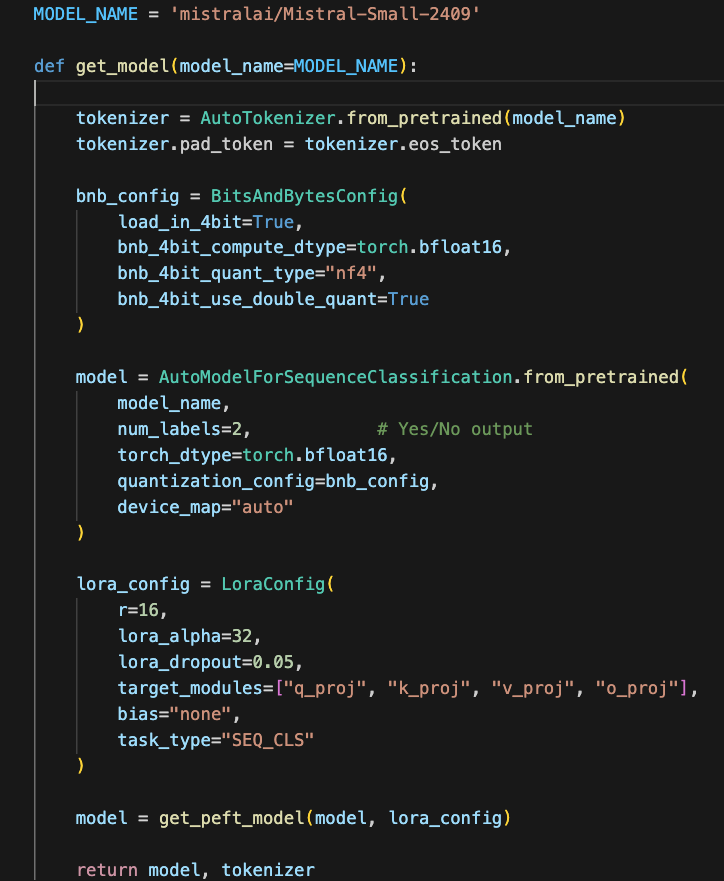 MODEL_NAME = 'mistralai/Mistral-Small-2409'
def get_model(model_name=MODEL_NAME):
    tokenizer = AutoTokenizer.from_pretrained(model_name)
    tokenizer.pad_token = tokenizer.eos_token
    bnb_config = BitsAndBytesConfig(
        load_in_4bit=True,
        bnb_4bit_compute_dtype=torch.bfloat16,
        bnb_4bit_quant_type="nf4",
        bnb_4bit_use_double_quant=True
    )
    model = AutoModelForSequenceClassification.from_pretrained(
        model_name,
        num_labels=2,            # Yes/No output
        torch_dtype=torch.bfloat16,
        quantization_config=bnb_config,
        device_map="auto"
    )
    lora_config = LoraConfig(
        r=16,
        lora_alpha=32,
        lora_dropout=0.05,
        target_modules=["q_proj", "k_proj", "v_proj", "o_proj"],
        bias="none",
        task_type="SEQ_CLS"
    )
    model = get_peft_model(model, lora_config)
    return model, tokenizer